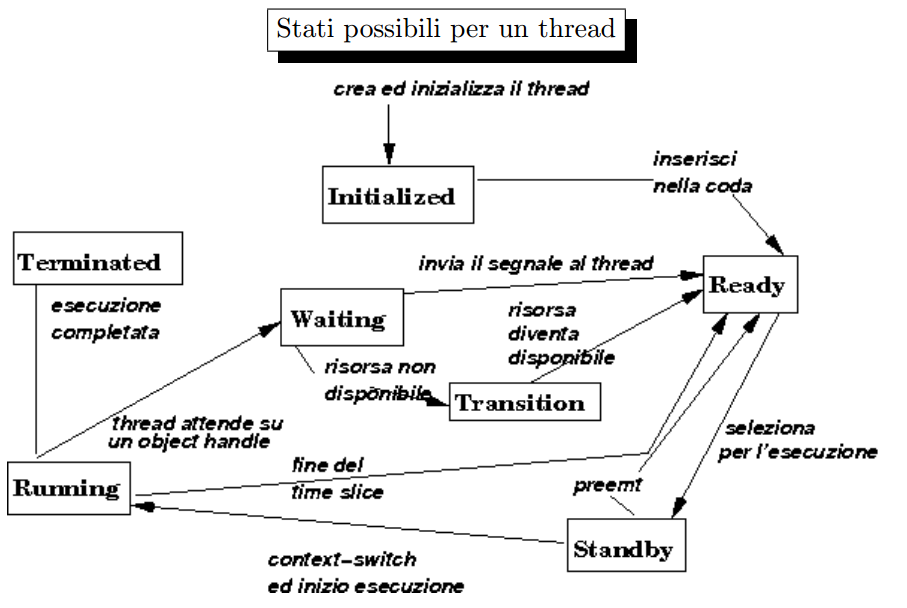 Stati possibili per un thread
crea ed inizializza il thread
inserisci
nella coda
Initialized
Terminated
invia il segnale al thread
Ready
esecuzione
completata
Waiting
risorsa
diventa
disponibile
risorsa non
disponibile
Transition
thread attende su
un object handle
seleziona
per l'esecuzione
Running
fine del
time slice
preemt
Standby
context-switch
ed inizio esecuzione